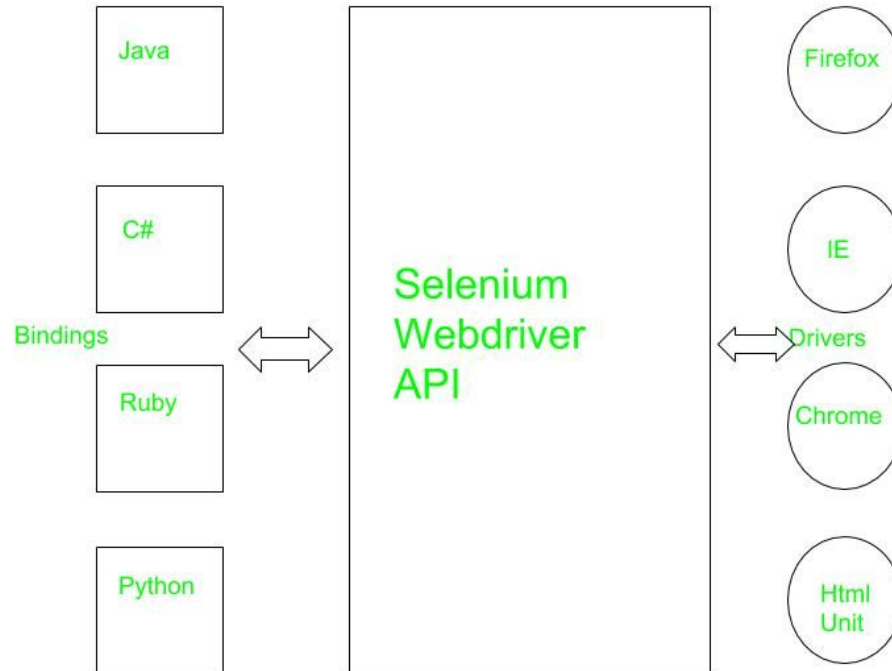 Java
C#
Bindings
Ruby
Python
Selenium
Webdriver
API
Firefox
IE
Drivers
Chrome
Html
Unit